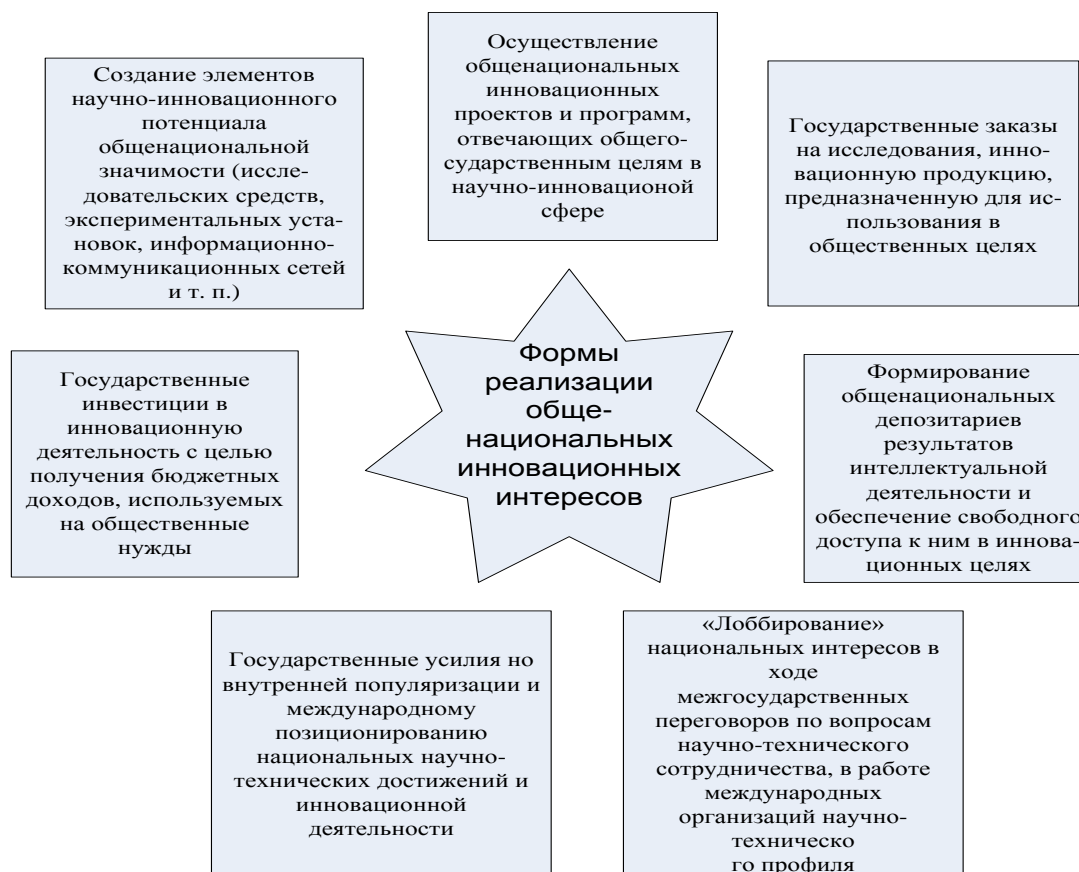 Осуществление
общенациональных
инновационных
проектов и программ,
отвечающих общего-
сударственным целям в
научно-инновационой
сфере
Создание элементов
научно-инновационного
потенциала
общенациональной
значимости (иссле-
довательских средств,
экспериментальных уста-
новок, информационно-
коммуникационных сетей
и т. п.)
Государственные заказы
на исследования, инно-
вационную продукцию,
предназначенную для ис-
пользования в
общественных целях
Формы
реализации
обще-
национальных
инновационных
интересов
Государственные
инвестиции в
инновационную
деятельность с целью
получения бюджетных
доходов, используемых
на общественные
нужды
Формирование
общенациональных
депозитариев
результатов
интеллектуальной
деятельности и
обеспечение свободного
доступа к ним в иннова-
ционных целях
Государственные усилия но
внутренней популяризации и
международному
позиционированию
национальных научно-
технических достижений и
инновационной
деятельности
«Лоббирование»
национальных интересов в
ходе
межгосударственных
переговоров по вопросам
научно-технического
сотрудничества, в работе
международных
организаций научно-
техническо
го профиля